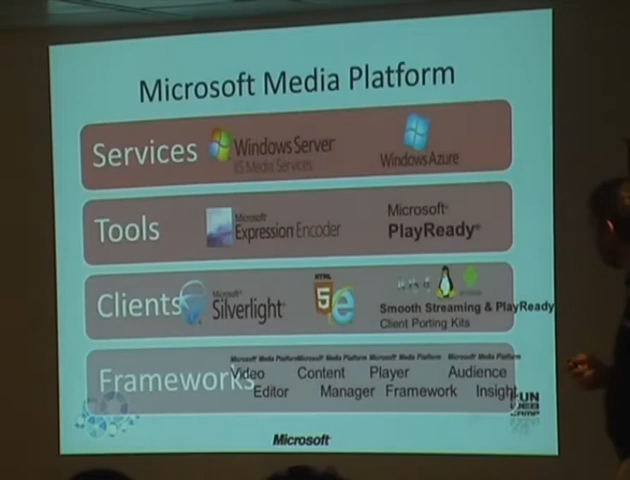 Microsoft Media Platform
Services
Windows Server
IIS Media Services
Windows Azure
Tools
Microsoft
Expression Encoder
Microsoft
PlayReady
Clients
Microsoft
Silverlight
HTML
5
Smooth Streaming & PlayReady
Client Porting Kits
Frameworks
Microsoft Media Platform
Video
Editor
Microsoft Media Platform
Content
Manager
Microsoft Media Platform
Player
Framework
Microsoft Media Platform
Audience
Insight
FUN
WEB
CAMP
Microsoft